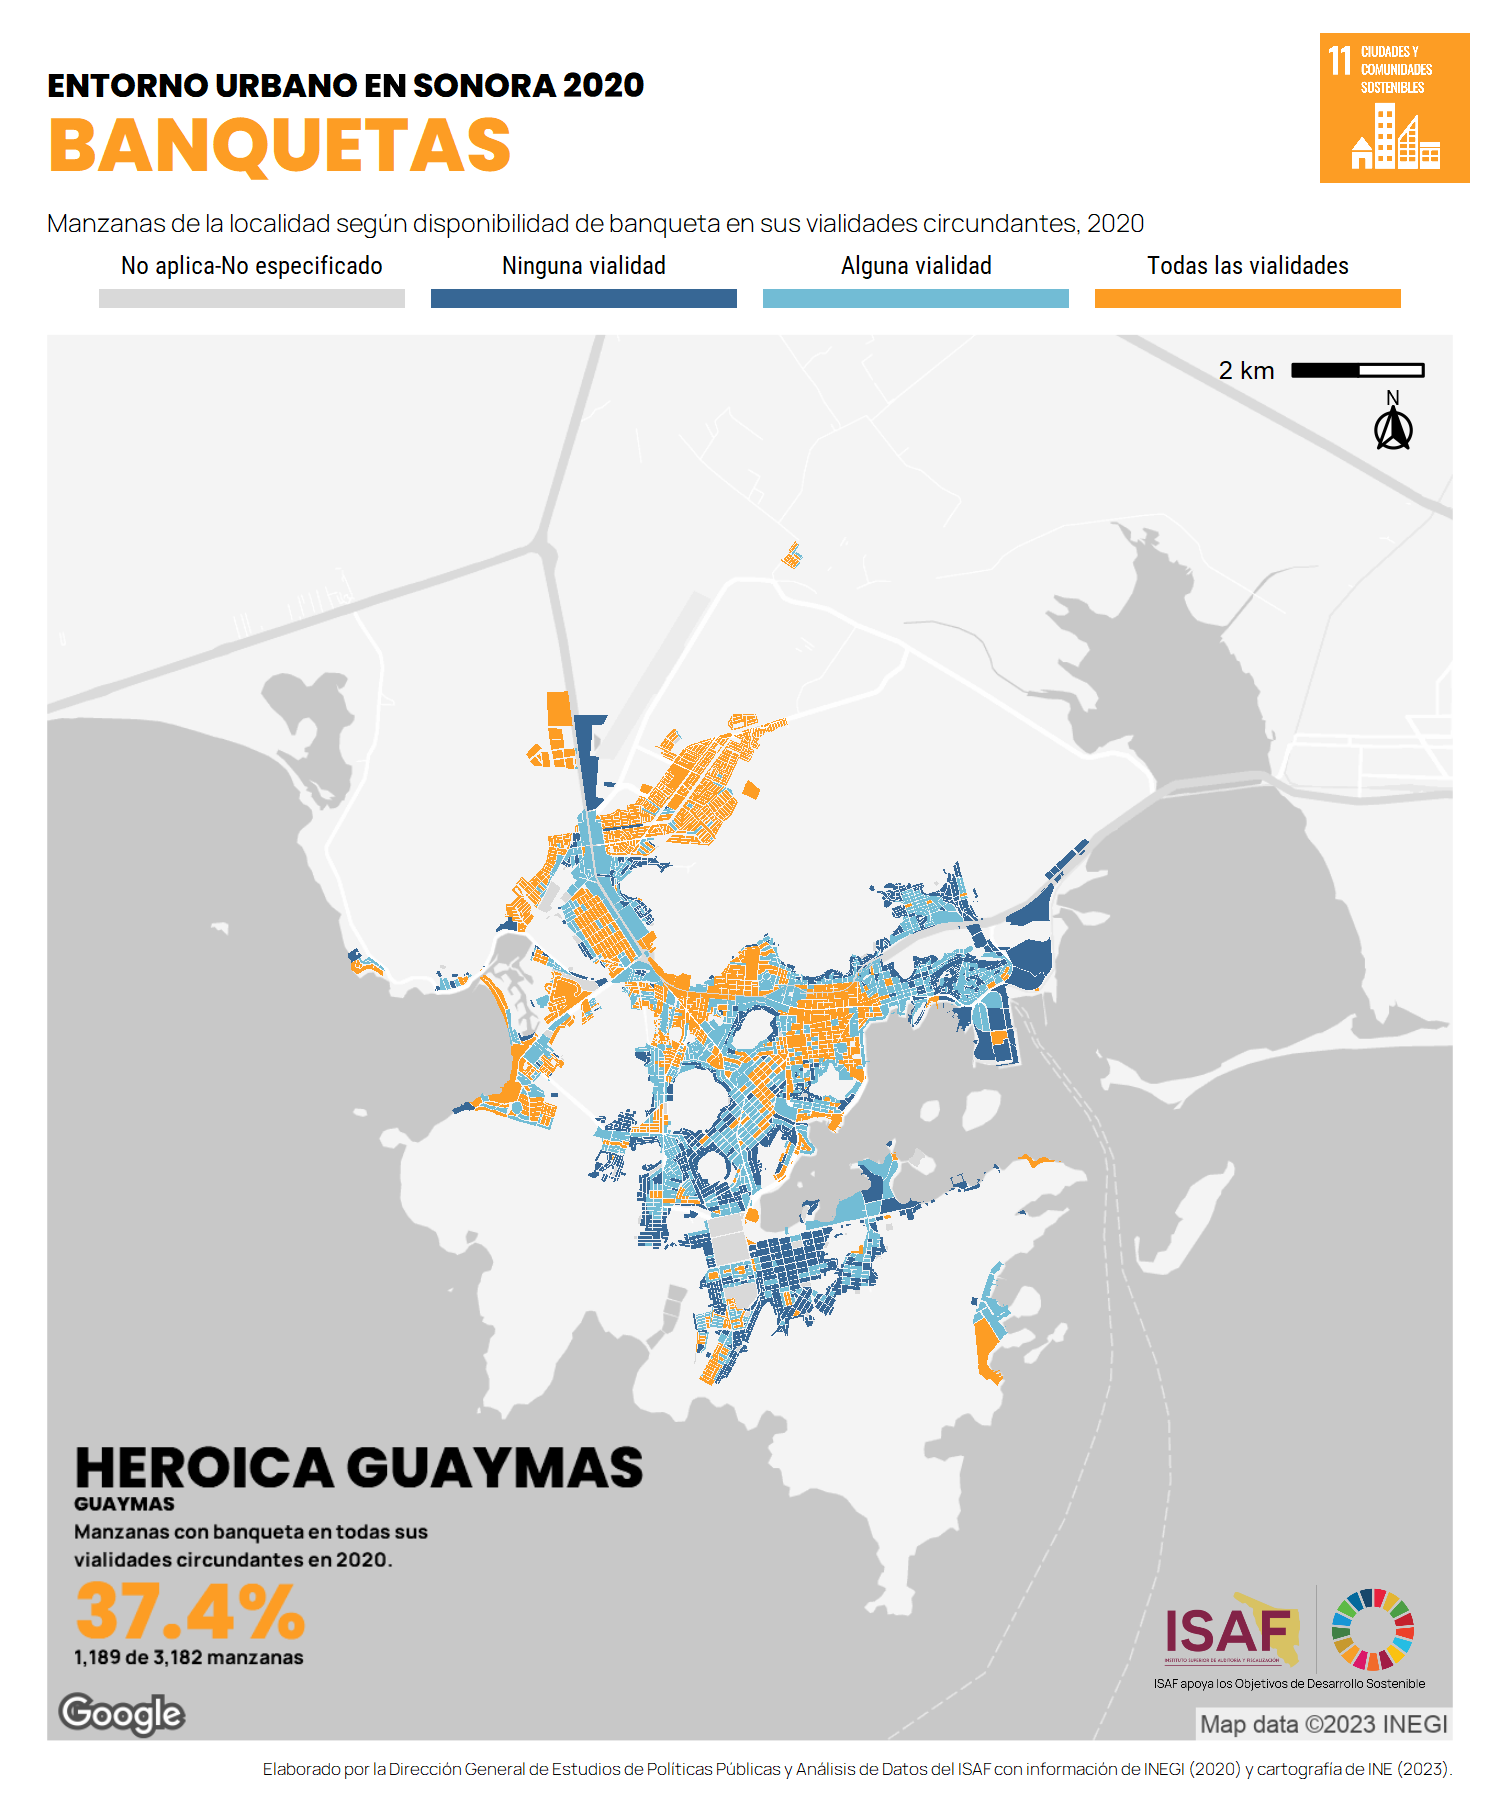 ENTORNO URBANO EN SONORA 2020
BANQUETAS
11 CIUDADES Y
COMUNIDADES
SOSTENIBLES
Manzanas de la localidad según disponibilidad de banqueta en sus vialidades circundantes, 2020
No aplica-No especificado
Ninguna vialidad
Alguna vialidad
Todas las vialidades
2 km
N
HEROICA GUAYMAS
GUAYMAS
Manzanas con banqueta en todas sus
vialidades circundantes en 2020.
37.4%
1,189 de 3,182 manzanas
ISAF
INSTITUTO SUPERIOR DE AUDITORÍA Y FISCALIZACIÓN
ISAF apoya los Objetivos de Desarrollo Sostenible
Google
Map data ©2023 INEGI
Elaborado por la Dirección General de Estudios de Políticas Públicas y Análisis de Datos del ISAF con información de INEGI (2020) y cartografía de INE (2023).